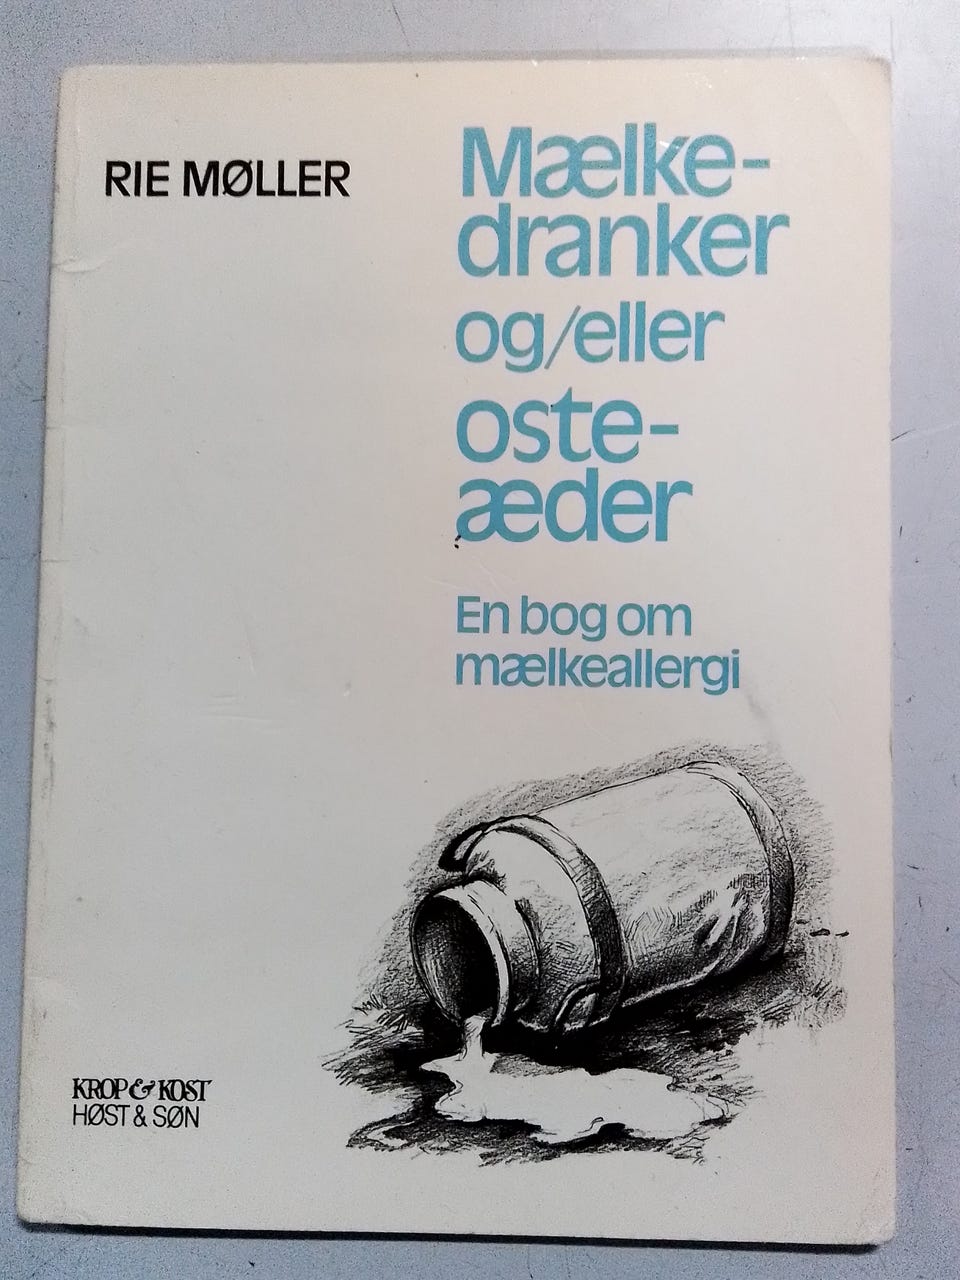 RIE MØLLER
Mælke-
dranker
og/eller
oste-
æder
En bog om
mælkeallergi
KROP & KOST
HØST & SØN